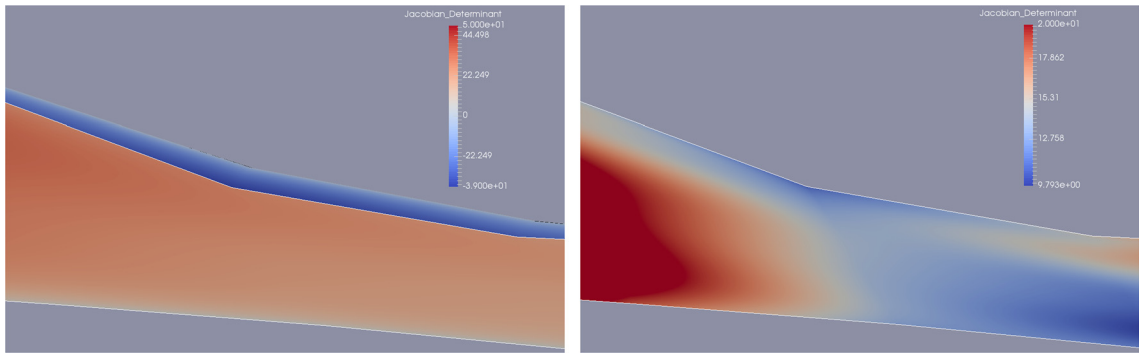 Jacobian_Determinant
5.000e+01
44.498
22.249
0
-22.249
-3.900e+01
Jacobian_Determinant
2.000e+01
17.862
15.31
12.758
9.793e+00